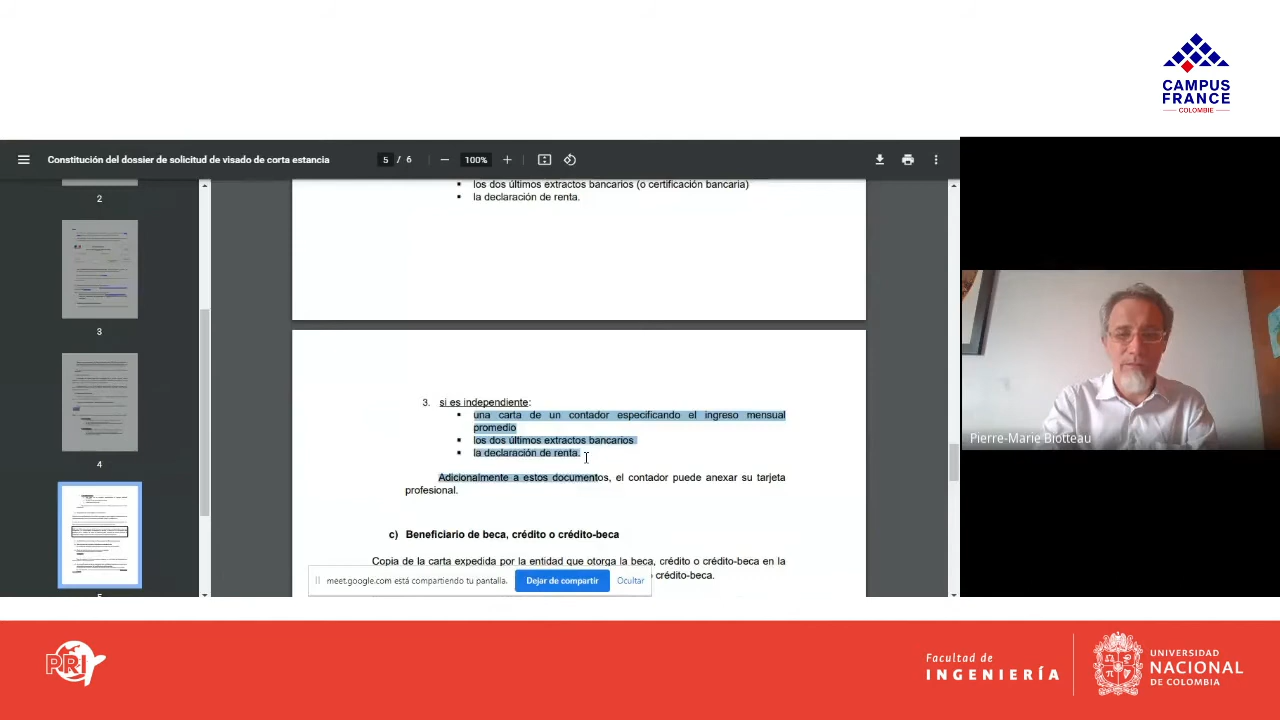 CAMPUS
FRANCE
COLOMBIE
Constitución del dossier de solicitud de visado de corta estancia
5 / 6
100%
2
3
4
5
los dos últimos extractos bancarios (o certificación bancaria)
la declaración de renta.
3. si es independiente:
una carta de un contador especificando el ingreso mensual
promedio
los dos últimos extractos bancarios
la declaración de renta.
Adicionalmente a estos documentos, el contador puede anexar su tarjeta
profesional.
c) Beneficiario de beca, crédito o crédito-beca
Copia de la carta expedida por la entidad que otorga la beca, crédito o crédito-beca en la
o crédito-beca.
meet.google.com está compartiendo tu pantalla.
Dejar de compartir
Ocultar
Pierre-Marie Biotteau
PRI
Facultad de
INGENIERÍA
UNIVERSIDAD
NACIONAL
DE COLOMBIA